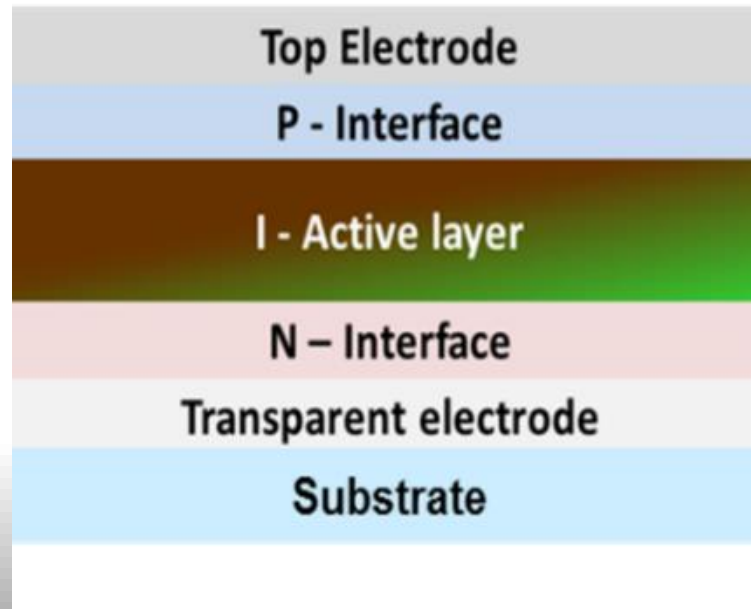 Top Electrode
P - Interface
I - Active layer
N – Interface
Transparent electrode
Substrate